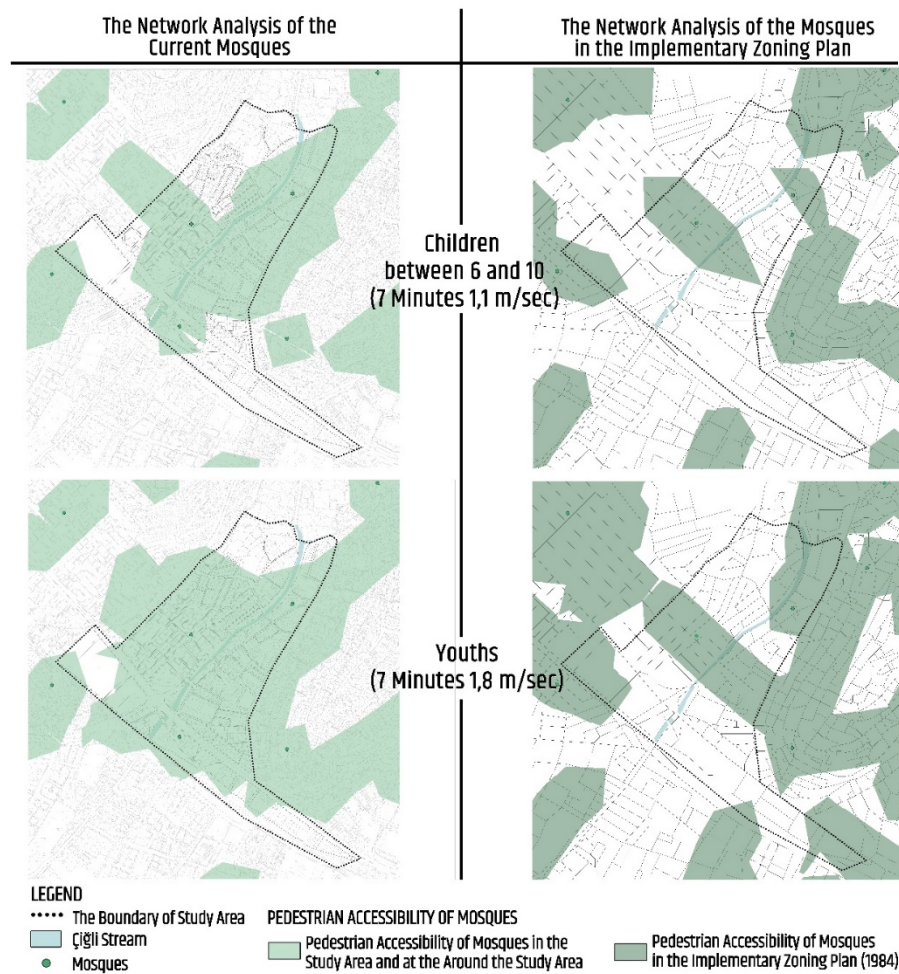 The Network Analysis of the
Current Mosques
The Network Analysis of the Mosques
in the Implementary Zoning Plan
Children
between 6 and 10
(7 Minutes 1,1 m/sec)
Youths
(7 Minutes 1,8 m/sec)
LEGEND
The Boundary of Study Area
Çiğli Stream
Mosques
PEDESTRIAN ACCESSIBILITY OF MOSQUES
Pedestrian Accessibility of Mosques in the
Study Area and at the Around the Study Area
Pedestrian Accessibility of Mosques
in the Implementary Zoning Plan (1984)